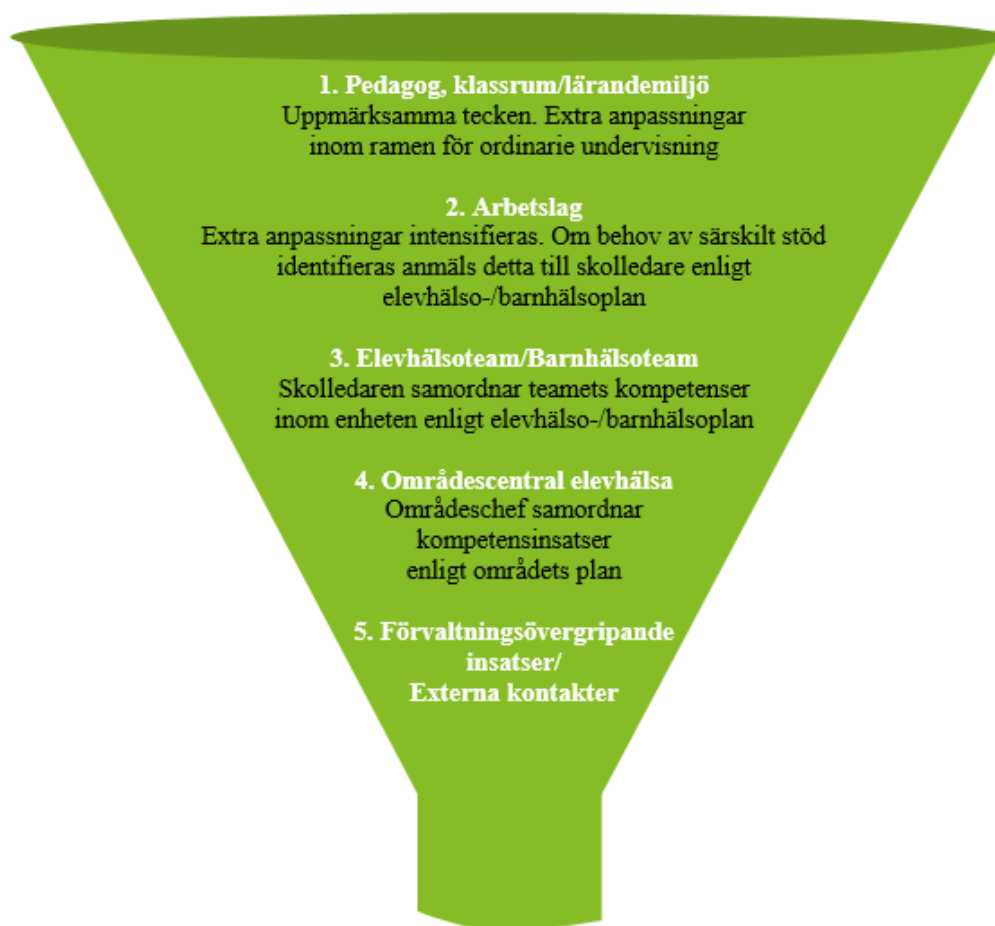 1. Pedagog, klassrum/lärandemiljö
Uppmärksamma tecken. Extra anpassningar
inom ramen för ordinarie undervisning
2. Arbetslag
Extra anpassningar intensifieras. Om behov av särskilt stöd
identifieras anmäls detta till skolledare enligt
elevhälso-/barnhälsoplan
3. Elevhälsoteam/Barnhälsoteam
Skolledaren samordnar teamets kompetenser
inom enheten enligt elevhälso-/barnhälsoplan
4. Områdescentral elevhälsa
Områdeschef samordnar
kompetensinsatser
enligt områdets plan
5. Förvaltningsövergripande
insatser/
Externa kontakter